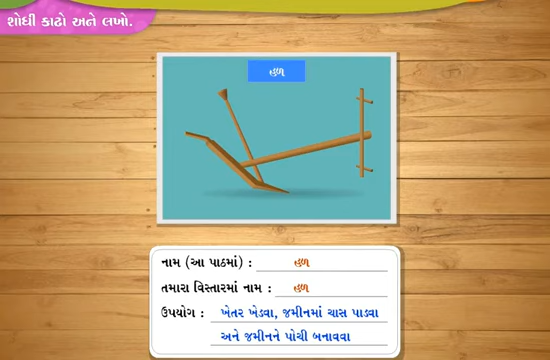 શોધી કાઢો અને લખો.
હળ
નામ (આ પાઠમાં) : હળ
તમારા વિસ્તારમાં નામ : હળ
ઉપયોગ : ખેતર ખેડવા, જમીનમાં ચાસ પાડવા
અને જમીનને પોચી બનાવવા